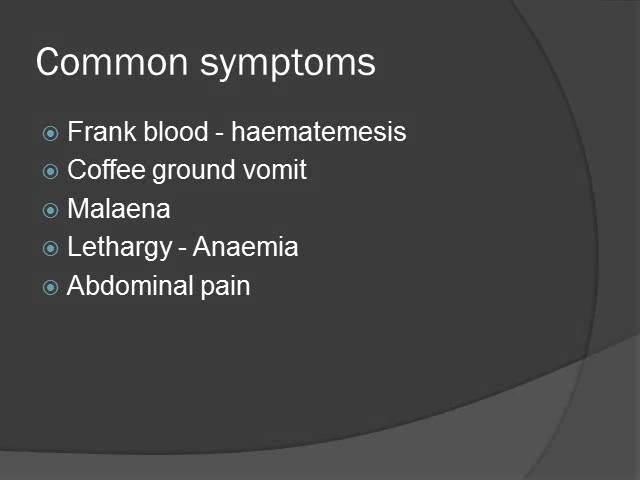 Common symptoms
Frank blood - haematemesis
Coffee ground vomit
Malaena
Lethargy - Anaemia
Abdominal pain